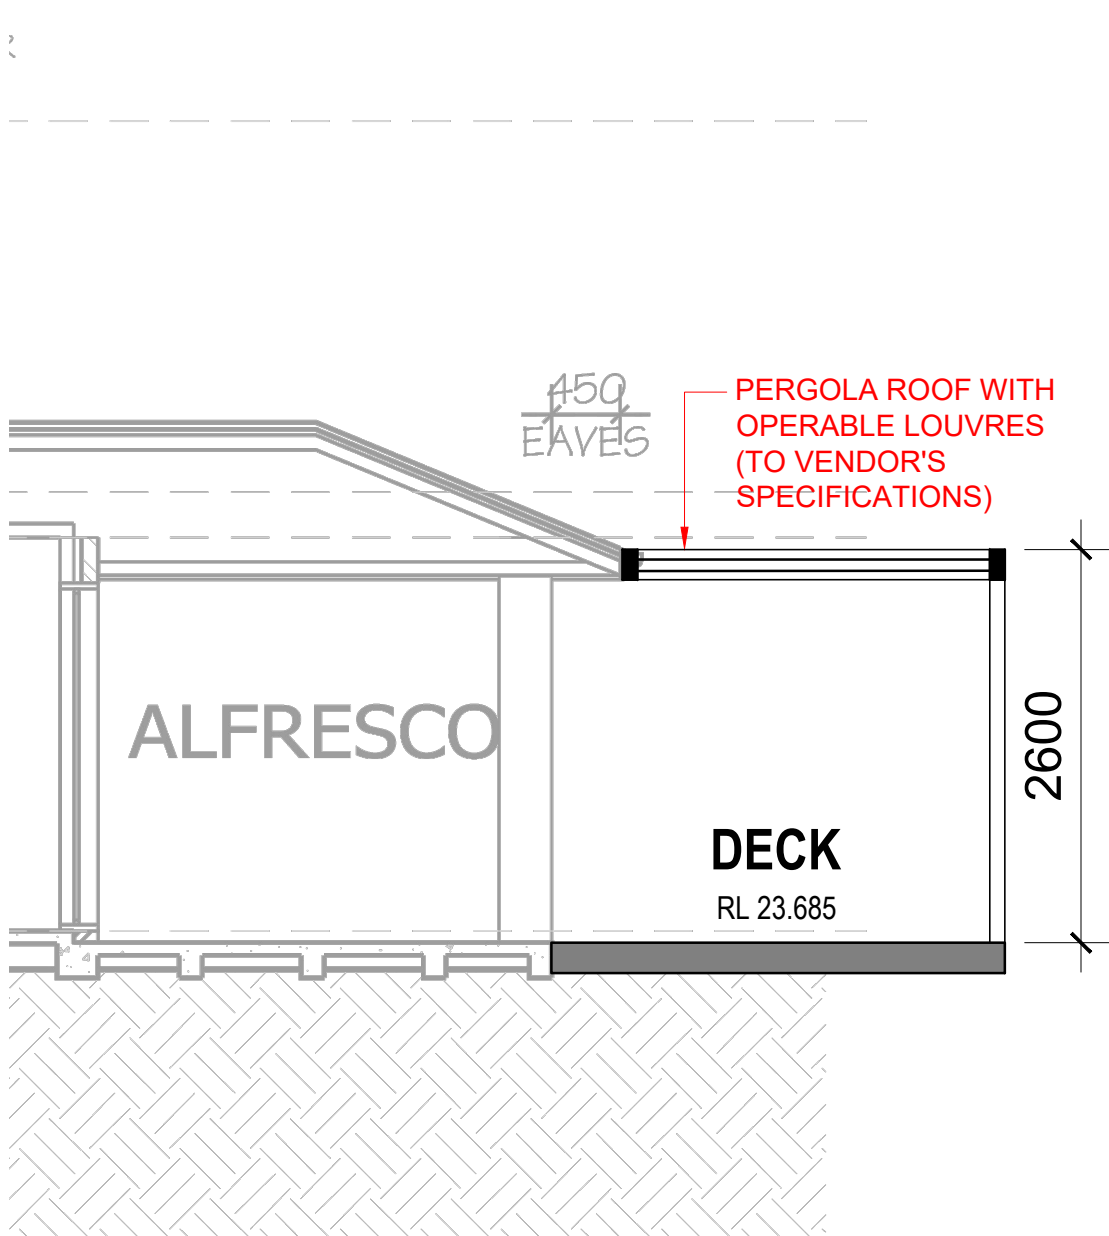 450
EAVES
PERGOLA ROOF WITH
OPERABLE LOUVRES
(TO VENDOR'S
SPECIFICATIONS)
ALFRESCO
2600
DECK
RL 23.685